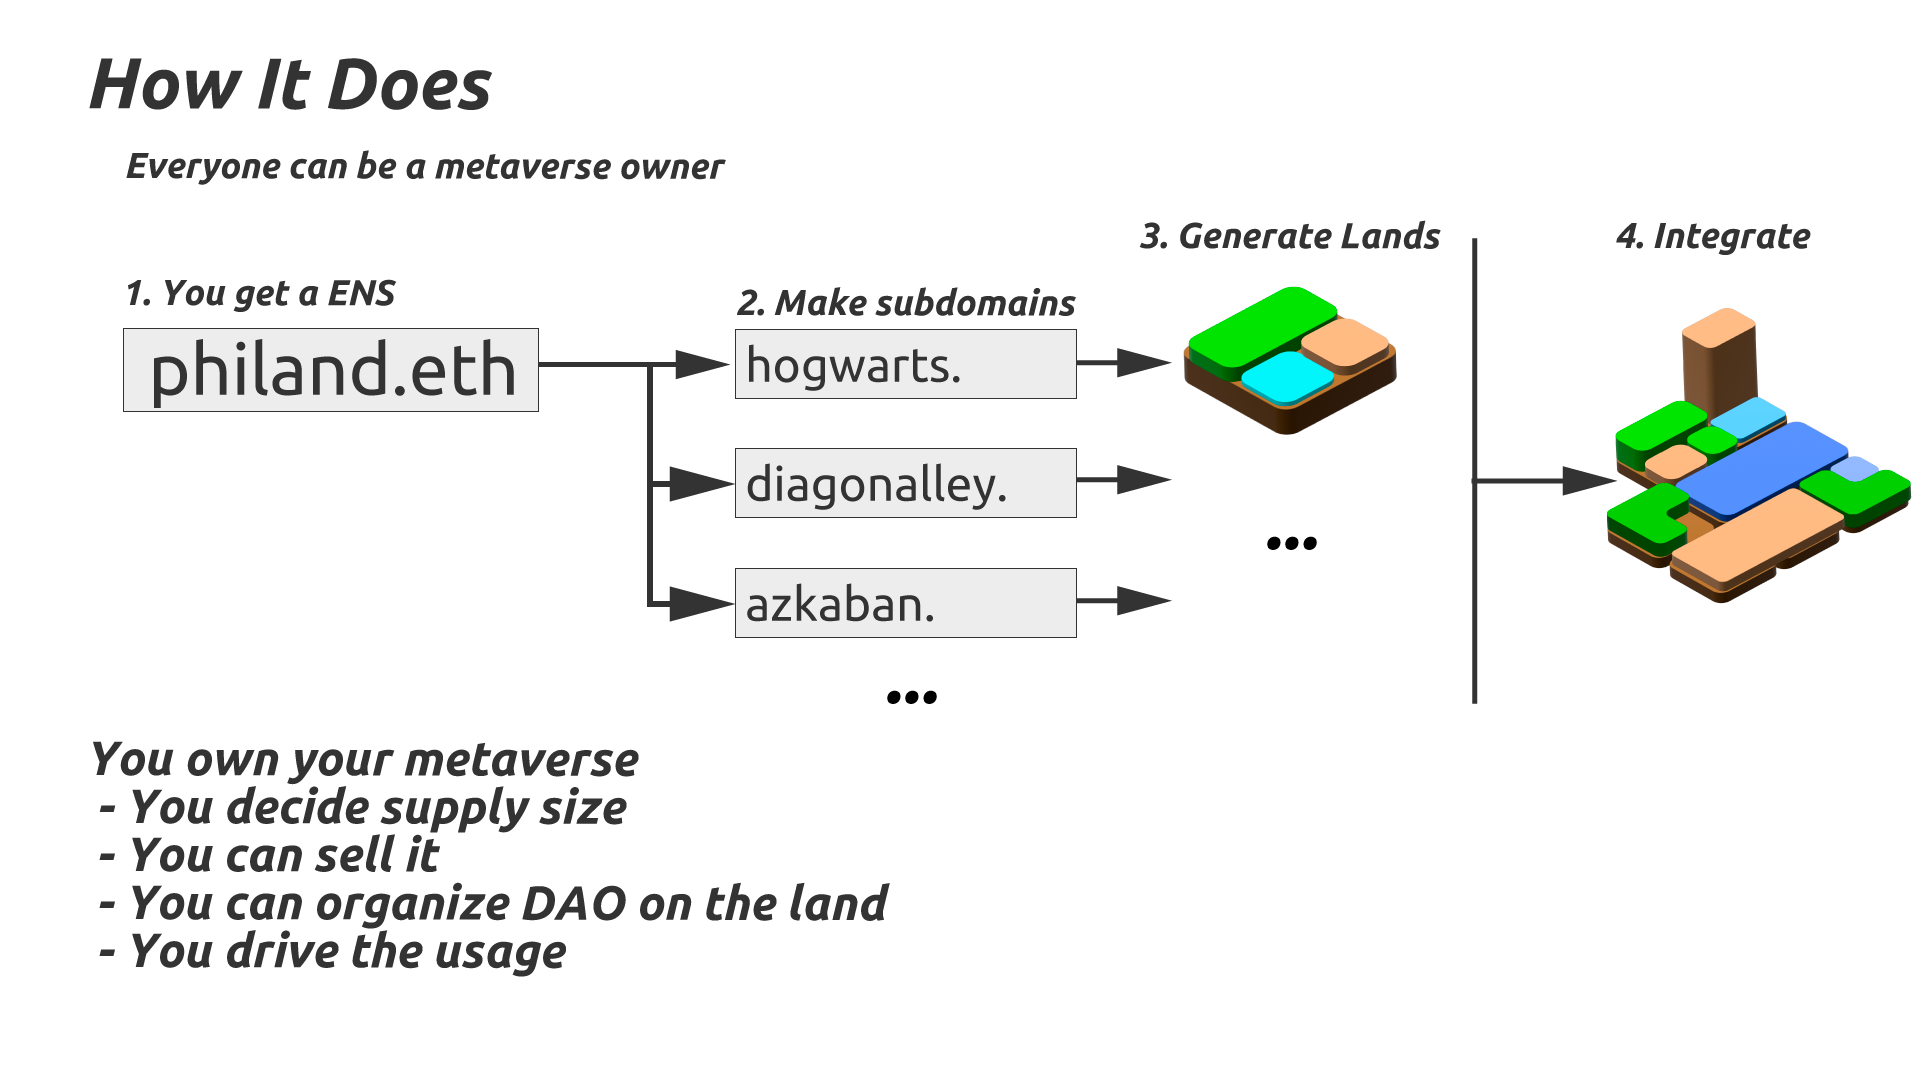 How It Does
Everyone can be a metaverse owner
1. You get a ENS
philand.eth
2. Make subdomains
hogwarts.
diagonalley.
azkaban.
...
3. Generate Lands
...
4. Integrate
You own your metaverse
- You decide supply size
- You can sell it
- You can organize DAO on the land
- You drive the usage